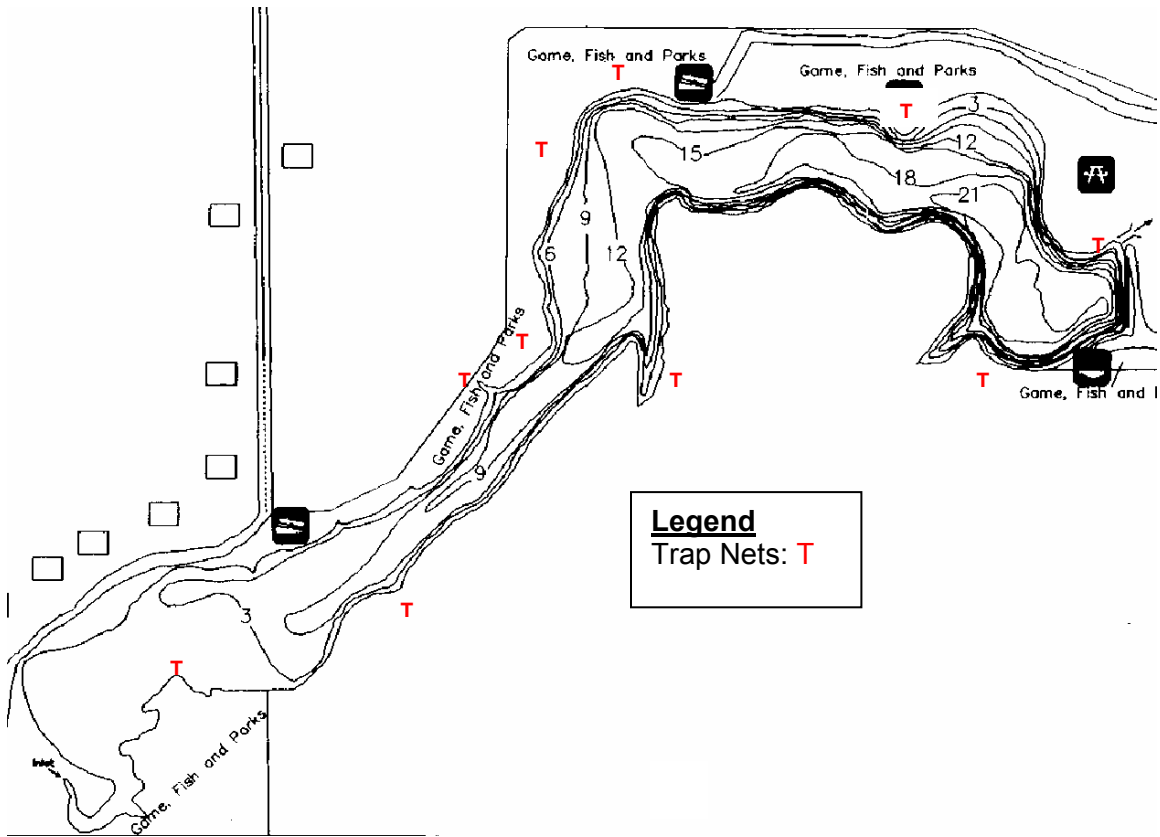 Game, Fish and Parks
T
Game, Fish and Parks
T
3
T
12
15
18
21
9
T
6
12
T
Game, Fish and Parks
T
T
T
Game, Fish and P
9
Legend
Trap Nets: T
T
3
T
Inlet
Game, Fish and Parks